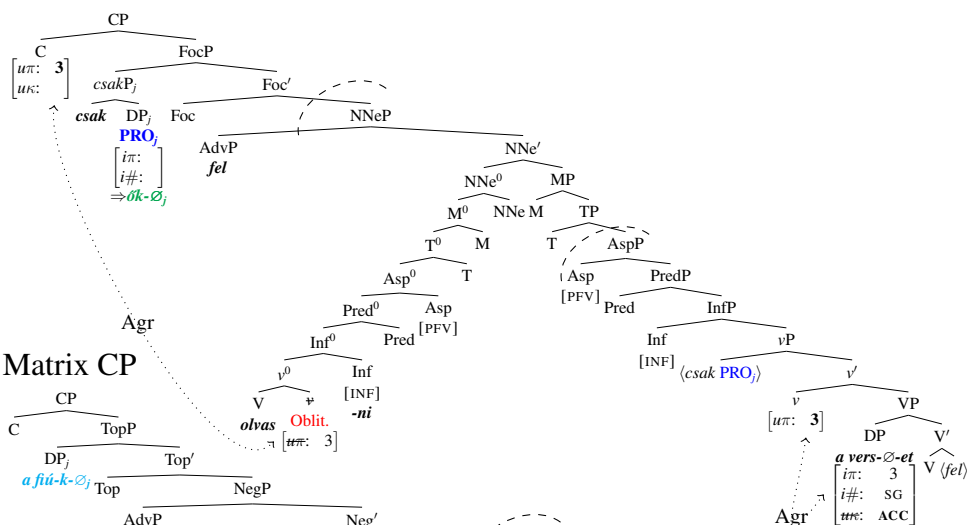 CP
C FocP
[uπ: 3] csakPⱼ Foc′
[uκ: ]
csak DPⱼ Foc NNeP
PROⱼ AdvP NNe′
[iπ: ] fel
[i#: ] NNe⁰ MP
⇒ők-∅ⱼ M⁰ NNe M TP
T⁰ M T AspP
Asp⁰ T Asp PredP
[PFV]
Pred⁰ Asp Pred InfP
[PFV]
Agr Inf⁰ Pred Inf vP
[INF]
Matrix CP v⁰ Inf ⟨csak PROⱼ⟩ v′
[INF]
CP V v -ni v VP
C TopP olvas Oblit. [uπ: 3] DP V′
[uπ: 3]
DPⱼ Top′ a vers-∅-et V ⟨fel⟩
a fiú-k-∅ⱼ Top NegP [iπ: 3]
[i#: SG]
AdvP Neg′ Agr [uκ: ACC]